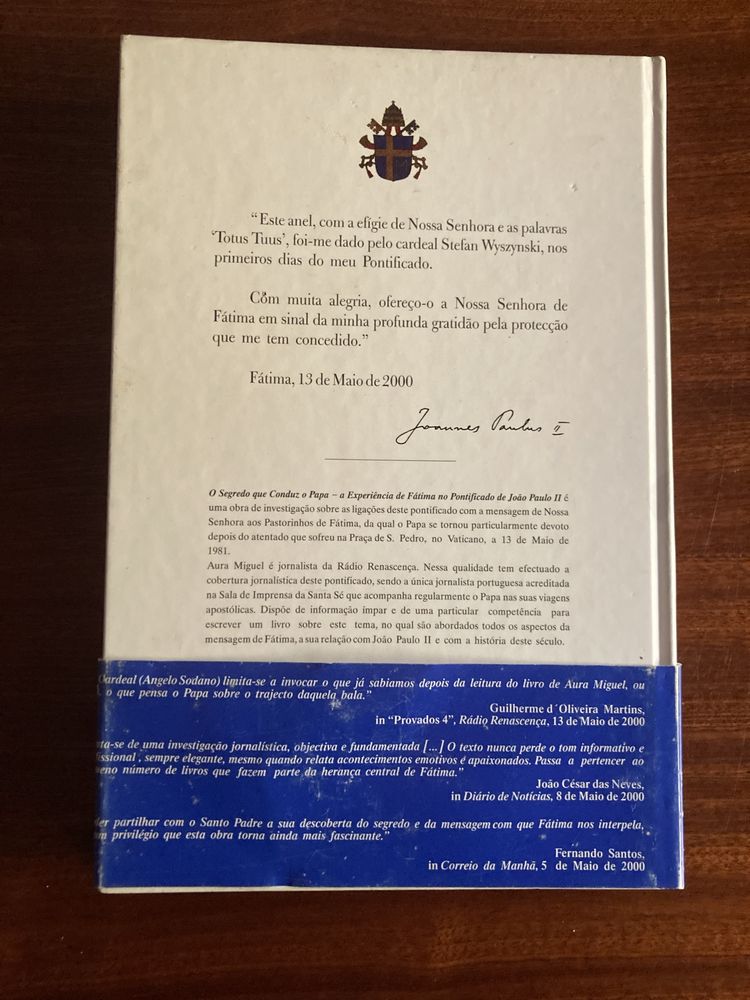 “Este anel, com a efígie de Nossa Senhora e as palavras
‘Totus Tuus’, foi-me dado pelo cardeal Stefan Wyszynski, nos
primeiros dias do meu Pontificado.
Com muita alegria, ofereço-o a Nossa Senhora de
Fátima em sinal da minha profunda gratidão pela protecção
que me tem concedido.”
Fátima, 13 de Maio de 2000
Joannes Paulus II
O Segredo que Conduz o Papa – a Experiência de Fátima no Pontificado de João Paulo II é
uma obra de investigação sobre as ligações deste pontificado com a mensagem de Nossa
Senhora aos Pastorinhos de Fátima, da qual o Papa se tornou particularmente devoto
depois do atentado que sofreu na Praça de S. Pedro, no Vaticano, a 13 de Maio de
1981.
Aura Miguel é jornalista da Rádio Renascença. Nessa qualidade tem efectuado a
cobertura jornalística deste pontificado, sendo a única jornalista portuguesa acreditada
na Sala de Imprensa da Santa Sé que acompanha regularmente o Papa nas suas viagens
apostólicas. Dispõe de informação ímpar e de uma particular competência para
escrever um livro sobre este tema, no qual são abordados todos os aspectos da
mensagem de Fátima, a sua relação com João Paulo II e com a história deste século.
Cardeal (Angelo Sodano) limita-se a invocar o que já sabiamos depois da leitura do livro de Aura Miguel, ou
o que pensa o Papa sobre o trajecto daquela bala.”
Guilherme d´Oliveira Martins,
in “Provados 4”, Rádio Renascença, 13 de Maio de 2000
ta-se de uma investigação jornalística, objectiva e fundamentada [...] O texto nunca perde o tom informativo e
fissional, sempre elegante, mesmo quando relata acontecimentos emotivos e apaixonados. Passa a pertencer ao
eno número de livros que fazem parte da herança central de Fátima.”
João César das Neves,
in Diário de Notícias, 8 de Maio de 2000
der partilhar com o Santo Padre a sua descoberta do segredo e da mensagem com que Fátima nos interpela,
m privilégio que esta obra torna ainda mais fascinante.”
Fernando Santos,
in Correio da Manhã, 5 de Maio de 2000